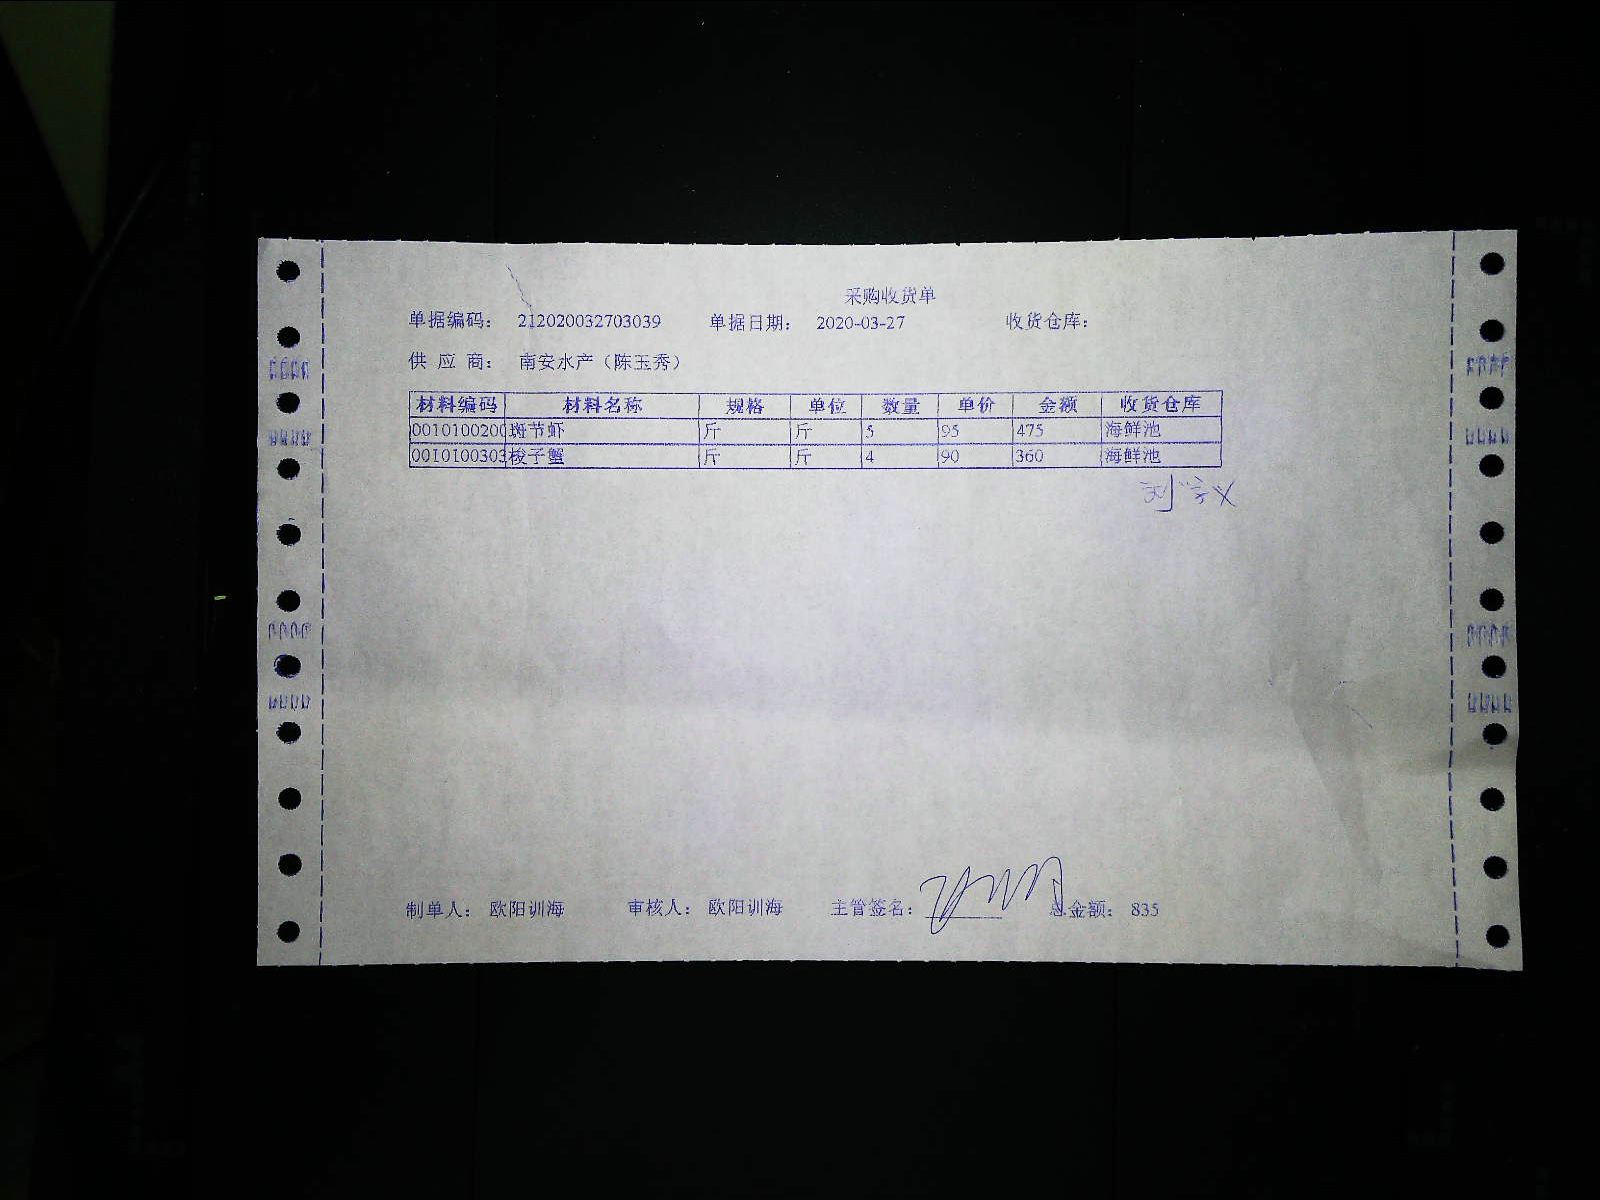 采购收货单
单据编码: 212020032703039 单据日期: 2020-03-27 收货仓库:
供 应 商: 南安水产（陈玉秀）
材料编码 材料名称 规格 单位 数量 单价 金额 收货仓库
0010100200 斑节虾 斤 斤 5 95 475 海鲜池
0010100303 梭子蟹 斤 斤 4 90 360 海鲜池
制单人: 欧阳训海 审核人: 欧阳训海 主管签名: 总金额: 835